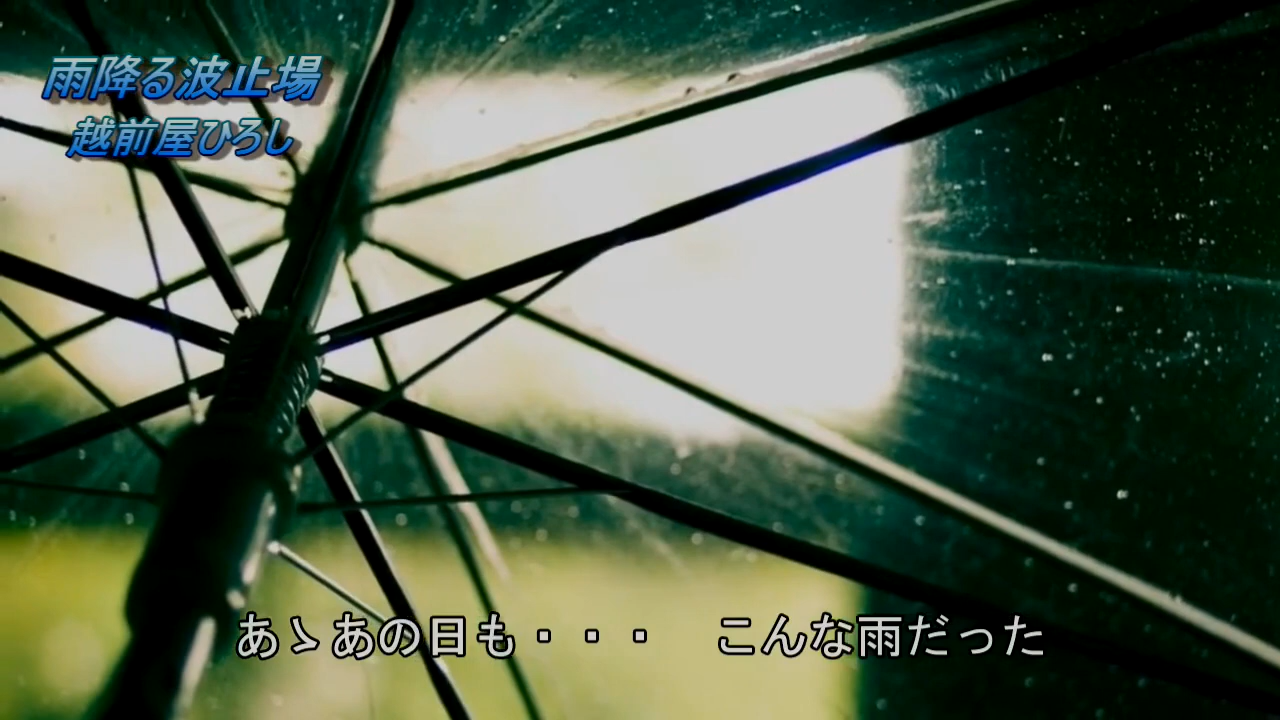 雨降る波止場
越前屋ひろし
あゝあの日も・・・　こんな雨だった